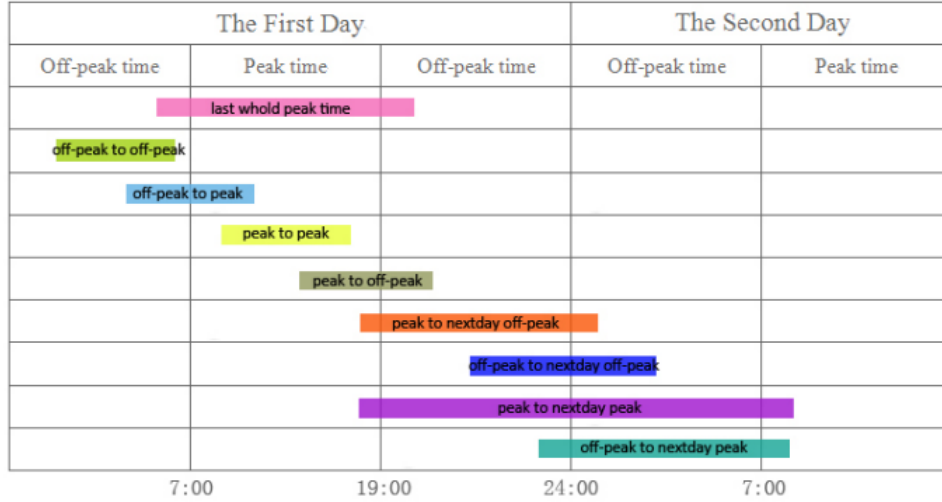 The First Day
The Second Day
Off-peak time
Peak time
Off-peak time
Off-peak time
Peak time
last whold peak time
off-peak to off-peak
off-peak to peak
peak to peak
peak to off-peak
peak to nextday off-peak
off-peak to nextday off-peak
peak to nextday peak
off-peak to nextday peak
7:00
19:00
24:00
7:00